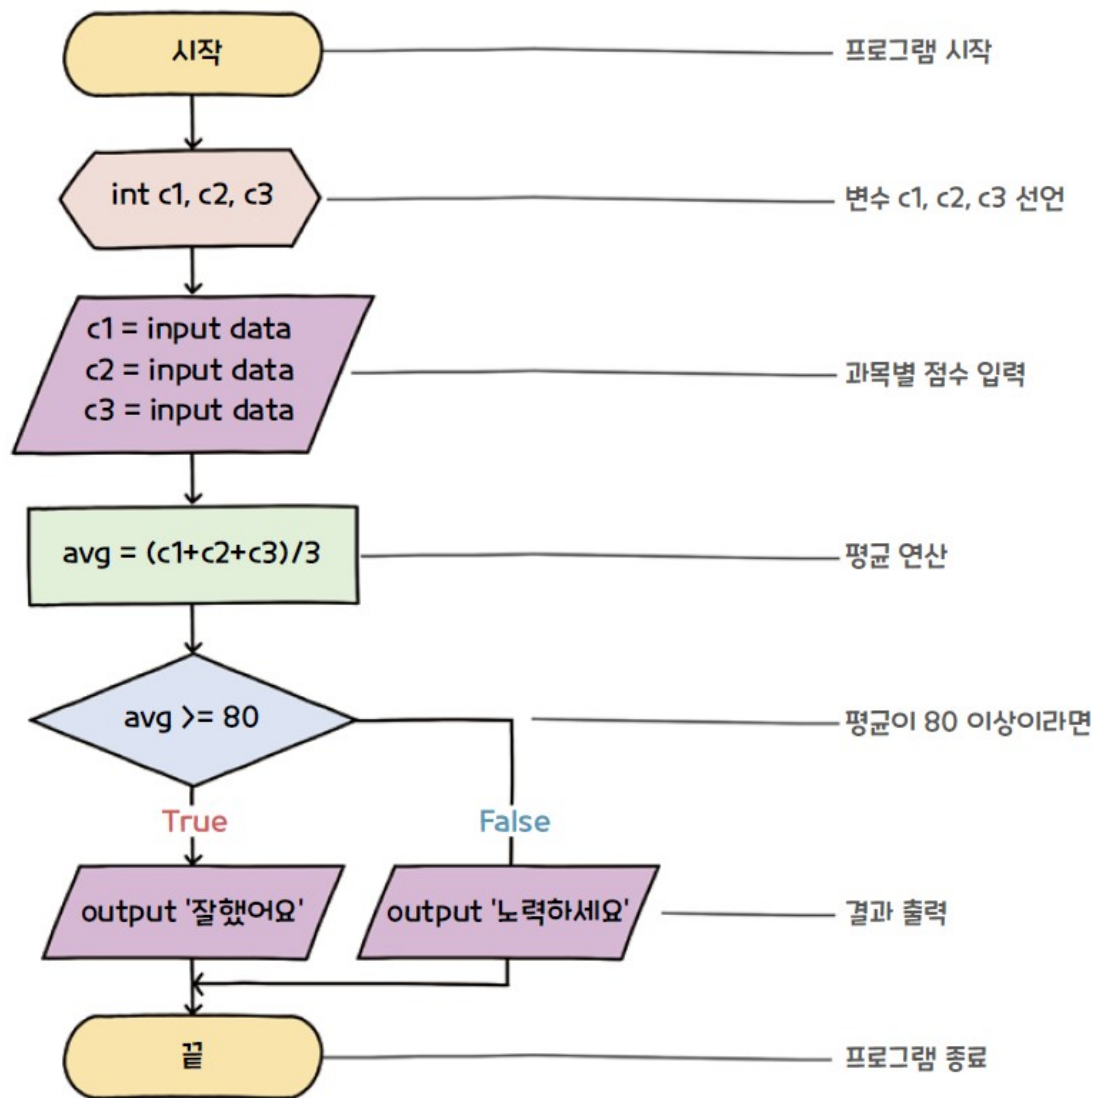 시작
프로그램 시작
int c1, c2, c3
변수 c1, c2, c3 선언
c1 = input data
c2 = input data
c3 = input data
과목별 점수 입력
avg = (c1+c2+c3)/3
평균 연산
avg >= 80
평균이 80 이상이라면
True
False
output '잘했어요'
output '노력하세요'
결과 출력
끝
프로그램 종료